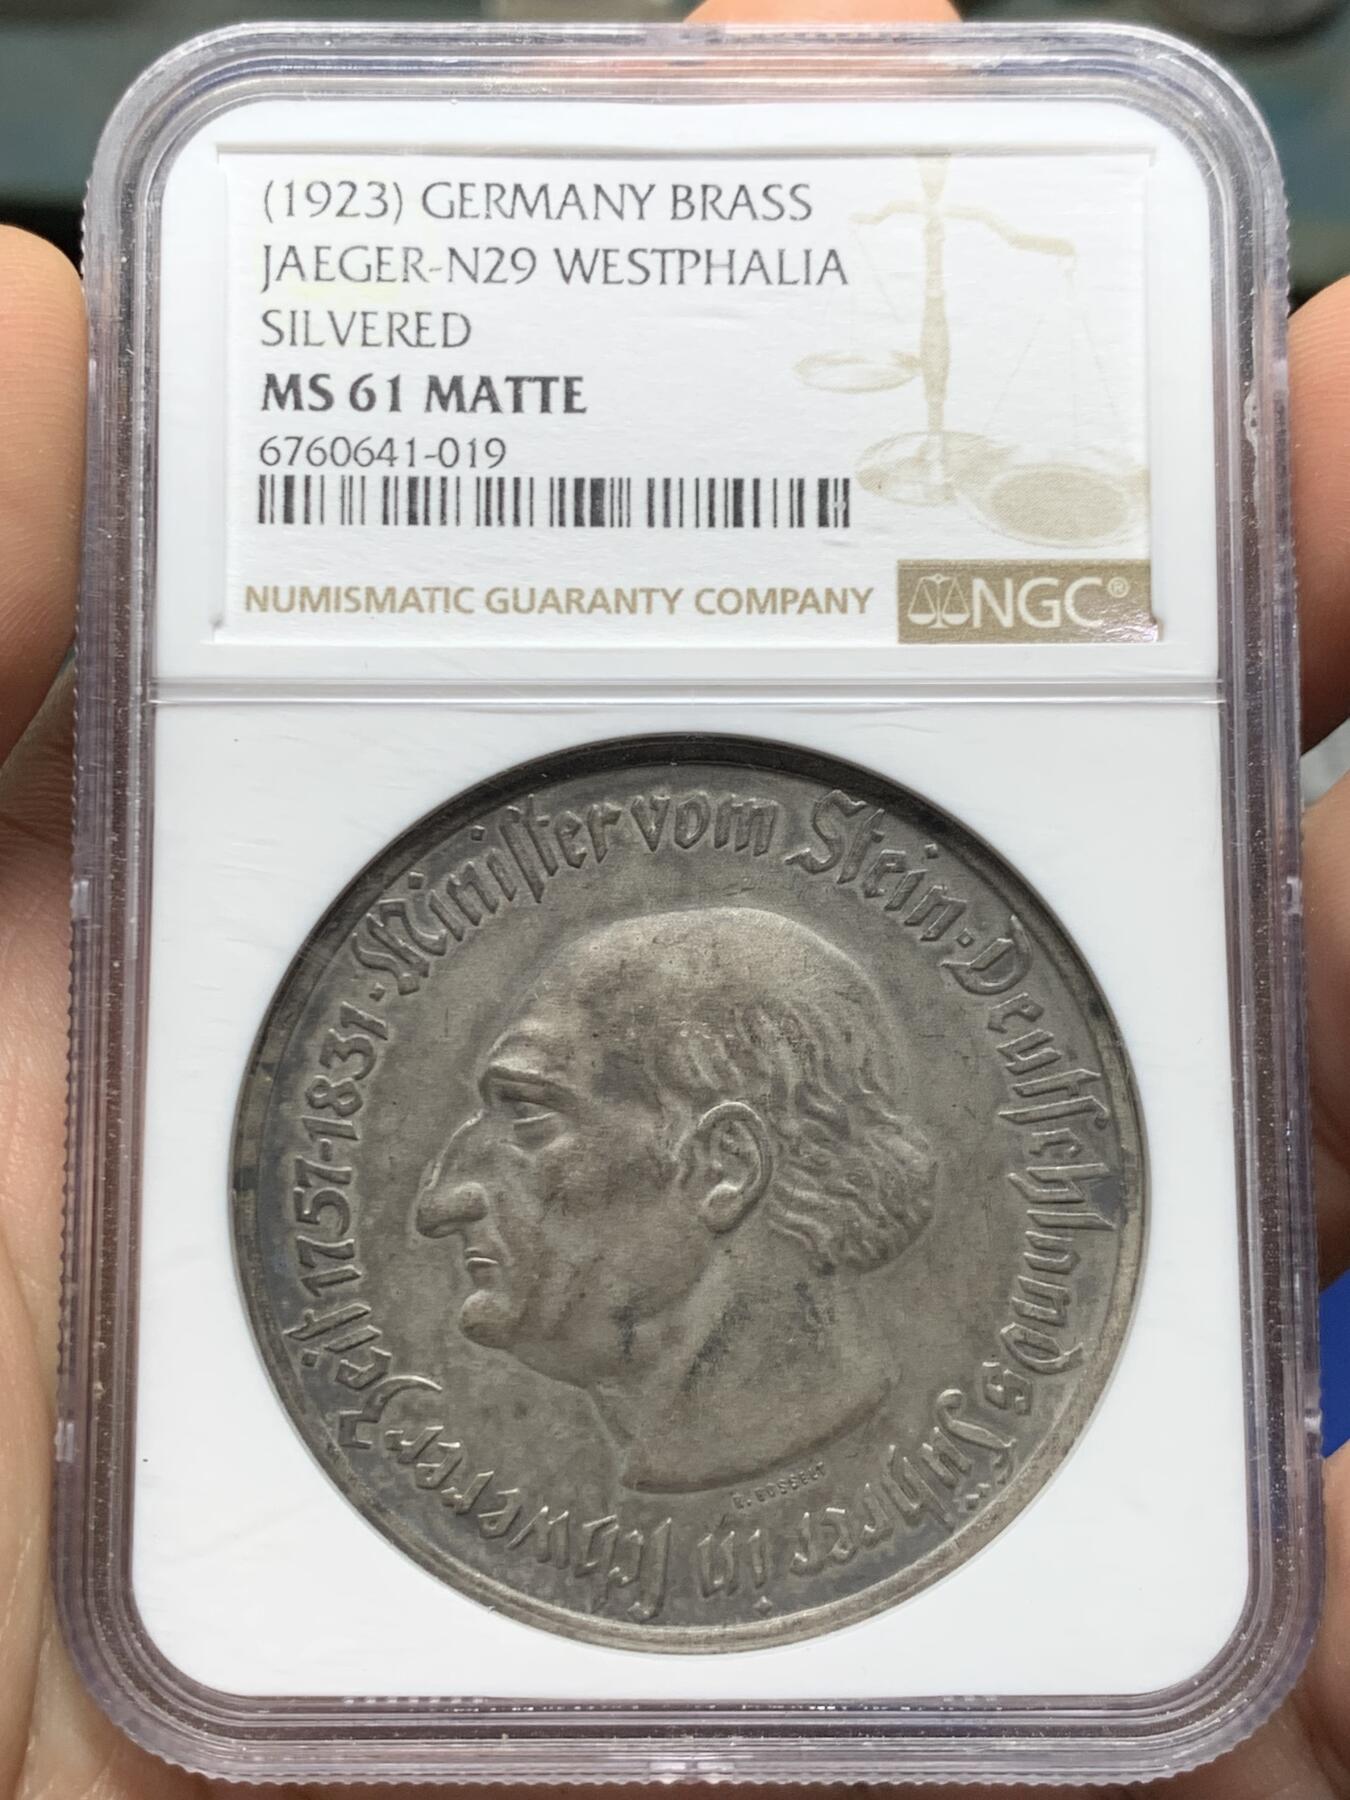 (1923) GERMANY BRASS
JAEGER-N29 WESTPHALIA
SILVERED
MS 61 MATTE
6760641-019
NUMISMATIC GUARANTY COMPANY
NGC®
·Miniſter vom Stein·Deutſchlands Führer in ſchwerer Zeit 1757-1831
R. BOSSELT